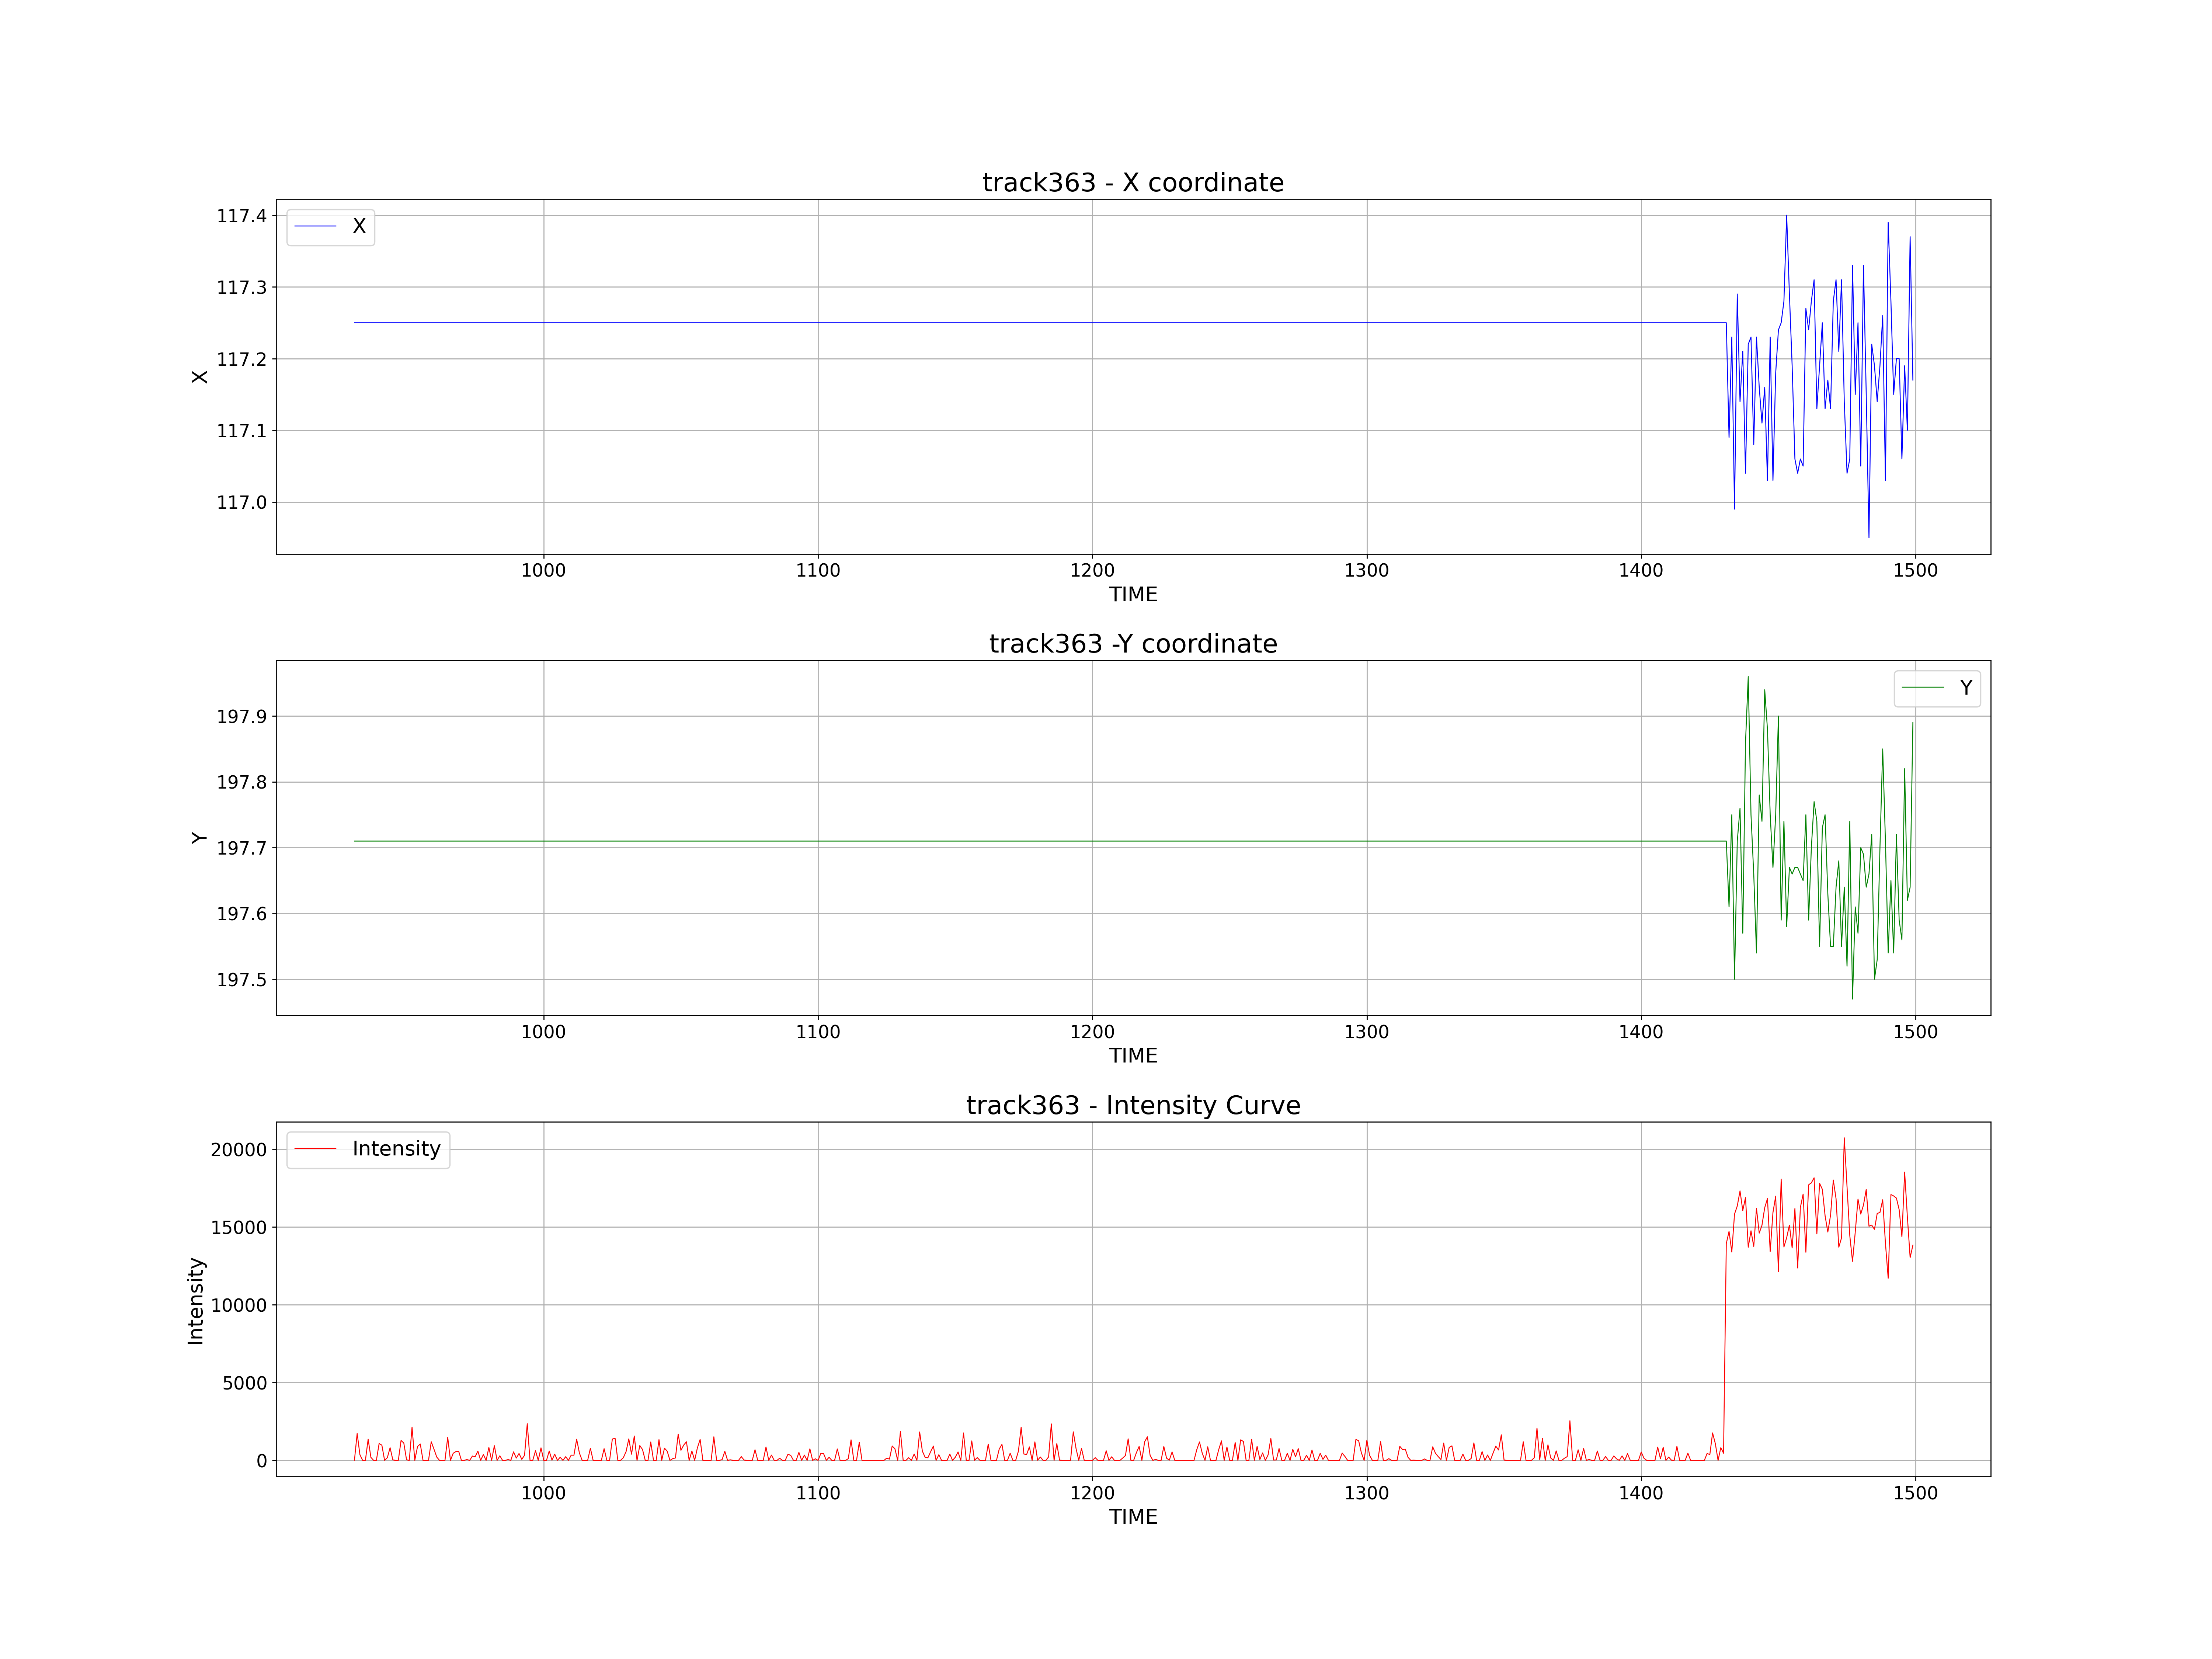 track363 - X coordinate
X
117.4
117.3
117.2
117.1
117.0
X
1000 1100 1200 1300 1400 1500
TIME
track363 -Y coordinate
Y
197.9
197.8
197.7
197.6
197.5
Y
1000 1100 1200 1300 1400 1500
TIME
track363 - Intensity Curve
Intensity
20000
15000
10000
5000
0
Intensity
1000 1100 1200 1300 1400 1500
TIME